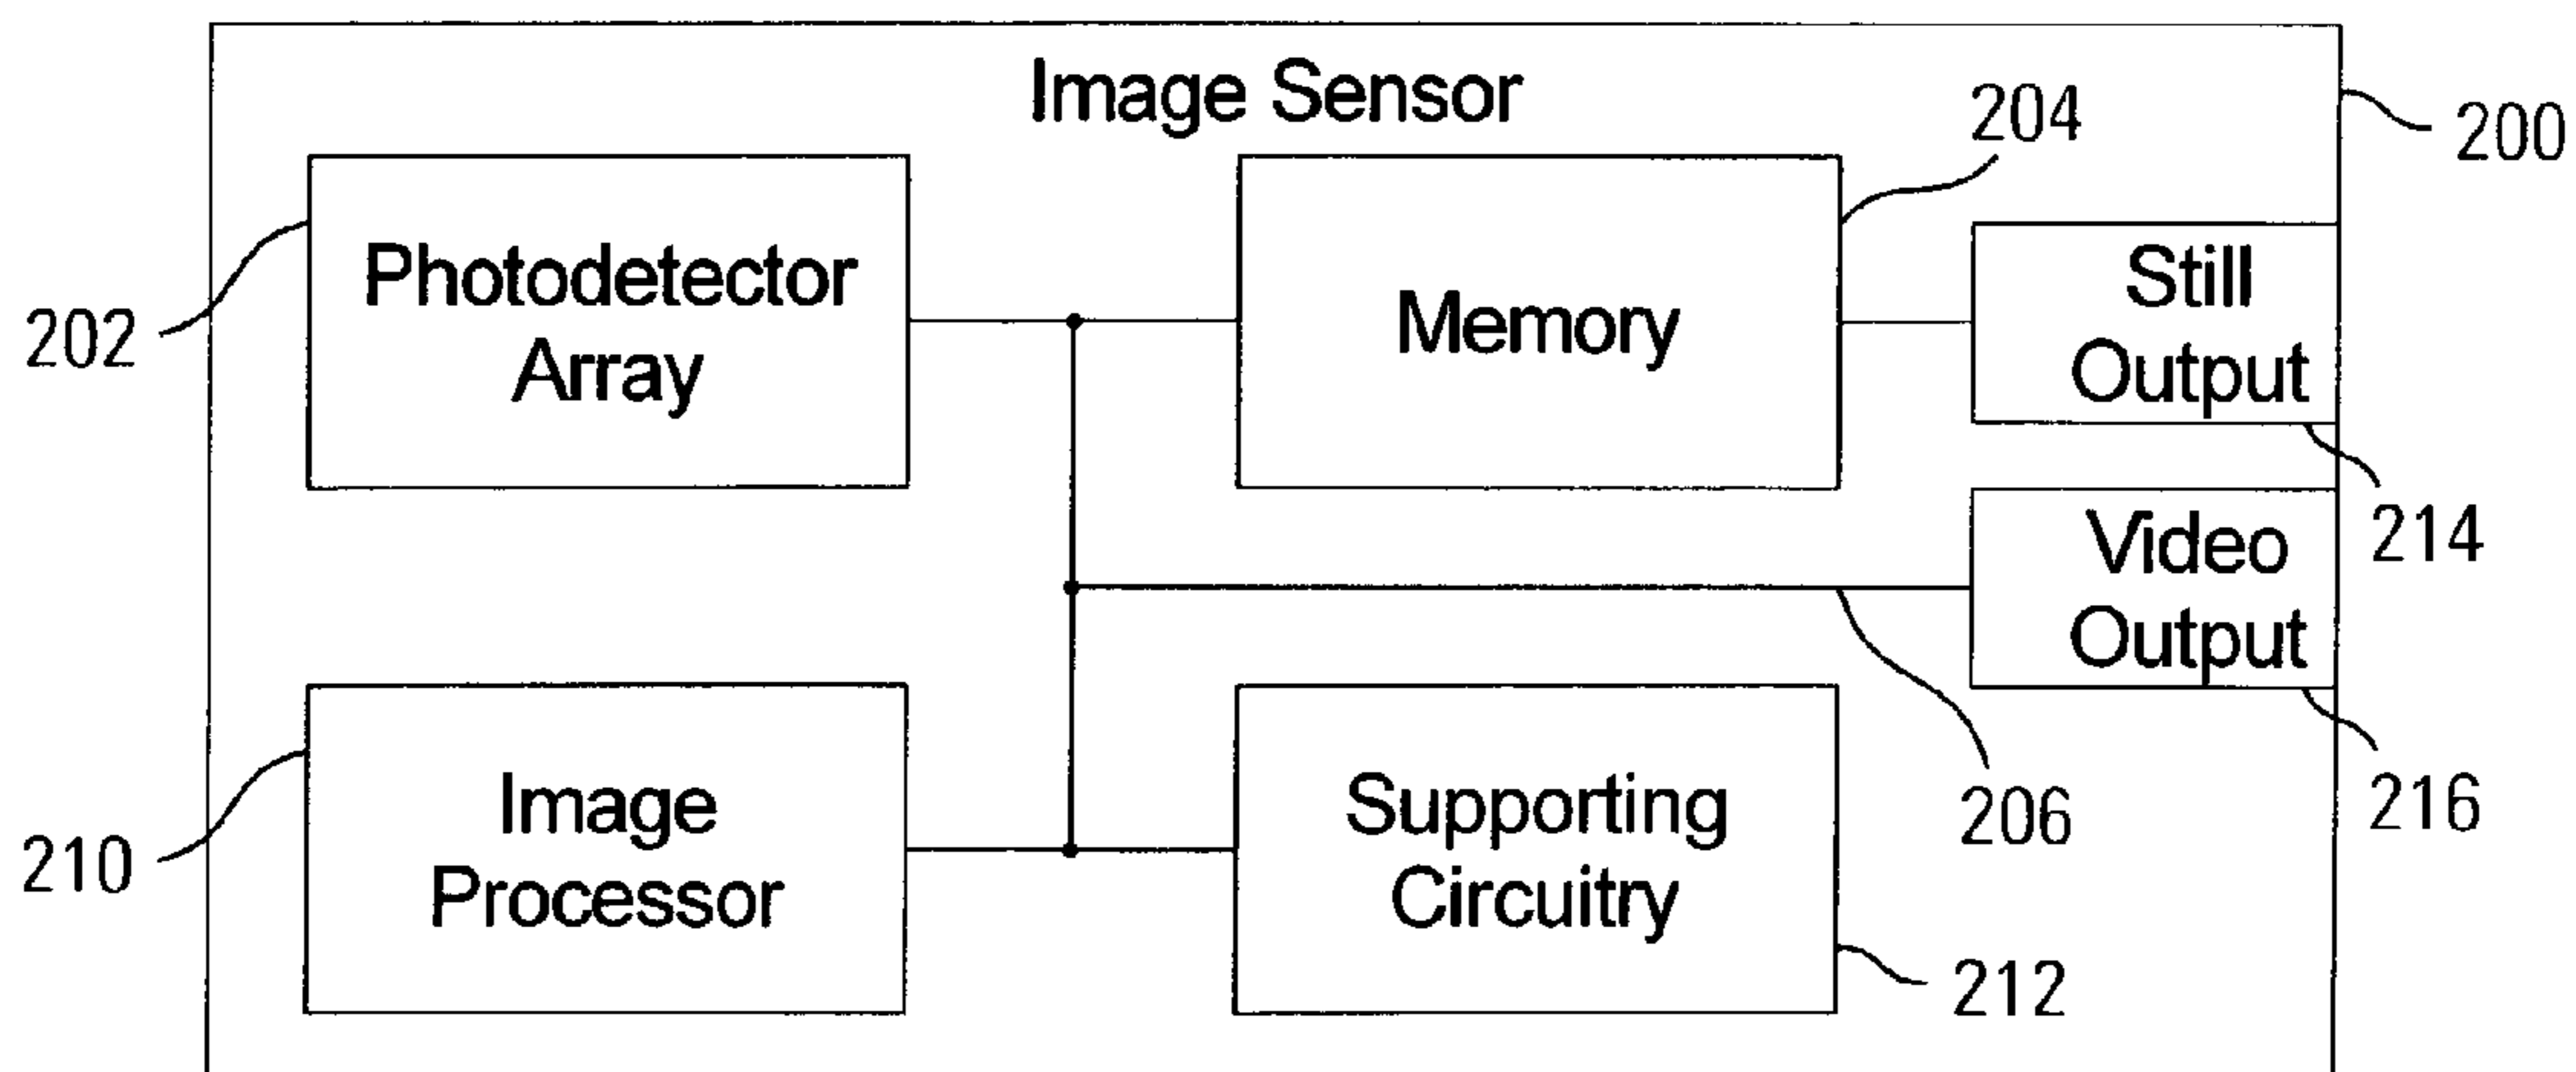 Image Sensor
200
204
202
Photodetector
Array
Memory
Still
Output
214
Video
Output
216
206
210
Image
Processor
Supporting
Circuitry
212